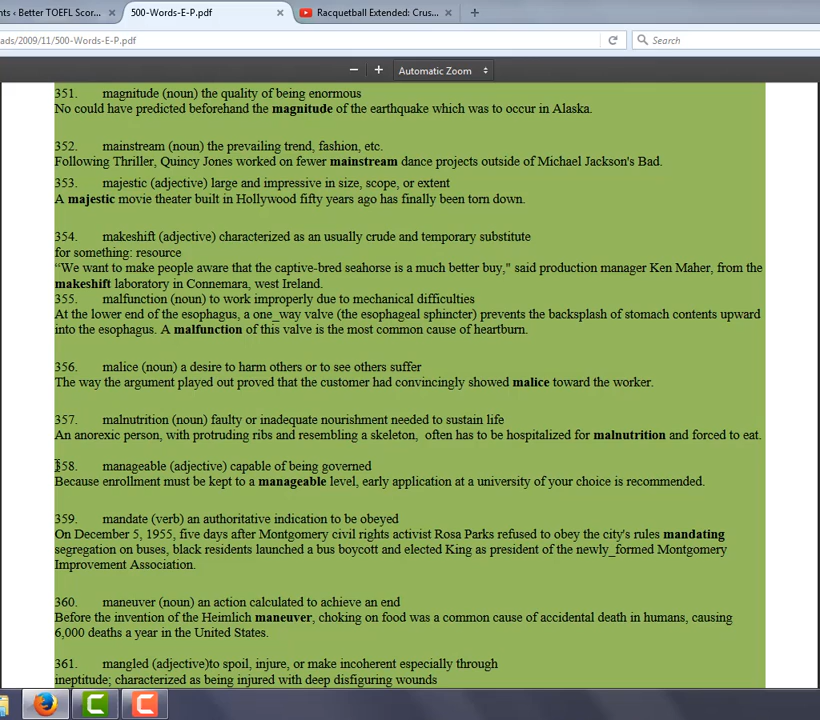 nts ‹ Better TOEFL Scor... × 500-Words-E-P.pdf × Racquetball Extended: Crus... × +
ads/2009/11/500-Words-E-P.pdf Search
− + Automatic Zoom
351. magnitude (noun) the quality of being enormous
No could have predicted beforehand the magnitude of the earthquake which was to occur in Alaska.
352. mainstream (noun) the prevailing trend, fashion, etc.
Following Thriller, Quincy Jones worked on fewer mainstream dance projects outside of Michael Jackson's Bad.
353. majestic (adjective) large and impressive in size, scope, or extent
A majestic movie theater built in Hollywood fifty years ago has finally been torn down.
354. makeshift (adjective) characterized as an usually crude and temporary substitute
for something: resource
“We want to make people aware that the captive-bred seahorse is a much better buy," said production manager Ken Maher, from the
makeshift laboratory in Connemara, west Ireland.
355. malfunction (noun) to work improperly due to mechanical difficulties
At the lower end of the esophagus, a one_way valve (the esophageal sphincter) prevents the backsplash of stomach contents upward
into the esophagus. A malfunction of this valve is the most common cause of heartburn.
356. malice (noun) a desire to harm others or to see others suffer
The way the argument played out proved that the customer had convincingly showed malice toward the worker.
357. malnutrition (noun) faulty or inadequate nourishment needed to sustain life
An anorexic person, with protruding ribs and resembling a skeleton, often has to be hospitalized for malnutrition and forced to eat.
358. manageable (adjective) capable of being governed
Because enrollment must be kept to a manageable level, early application at a university of your choice is recommended.
359. mandate (verb) an authoritative indication to be obeyed
On December 5, 1955, five days after Montgomery civil rights activist Rosa Parks refused to obey the city's rules mandating
segregation on buses, black residents launched a bus boycott and elected King as president of the newly_formed Montgomery
Improvement Association.
360. maneuver (noun) an action calculated to achieve an end
Before the invention of the Heimlich maneuver, choking on food was a common cause of accidental death in humans, causing
6,000 deaths a year in the United States.
361. mangled (adjective)to spoil, injure, or make incoherent especially through
ineptitude; characterized as being injured with deep disfiguring wounds